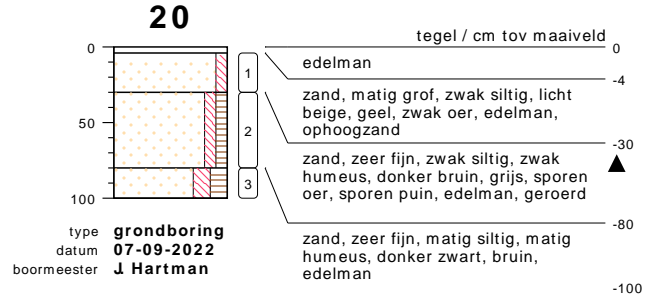 20
tegel / cm tov maaiveld
0
0
edelman
-4
1
zand, matig grof, zwak siltig, licht
beige, geel, zwak oer, edelman,
ophoogzand
-30
50
2
zand, zeer fijn, zwak siltig, zwak
humeus, donker bruin, grijs, sporen
oer, sporen puin, edelman, geroerd
-80
3
100
zand, zeer fijn, matig siltig, matig
humeus, donker zwart, bruin,
edelman
-100
type grondboring
datum 07-09-2022
boormeester J. Hartman